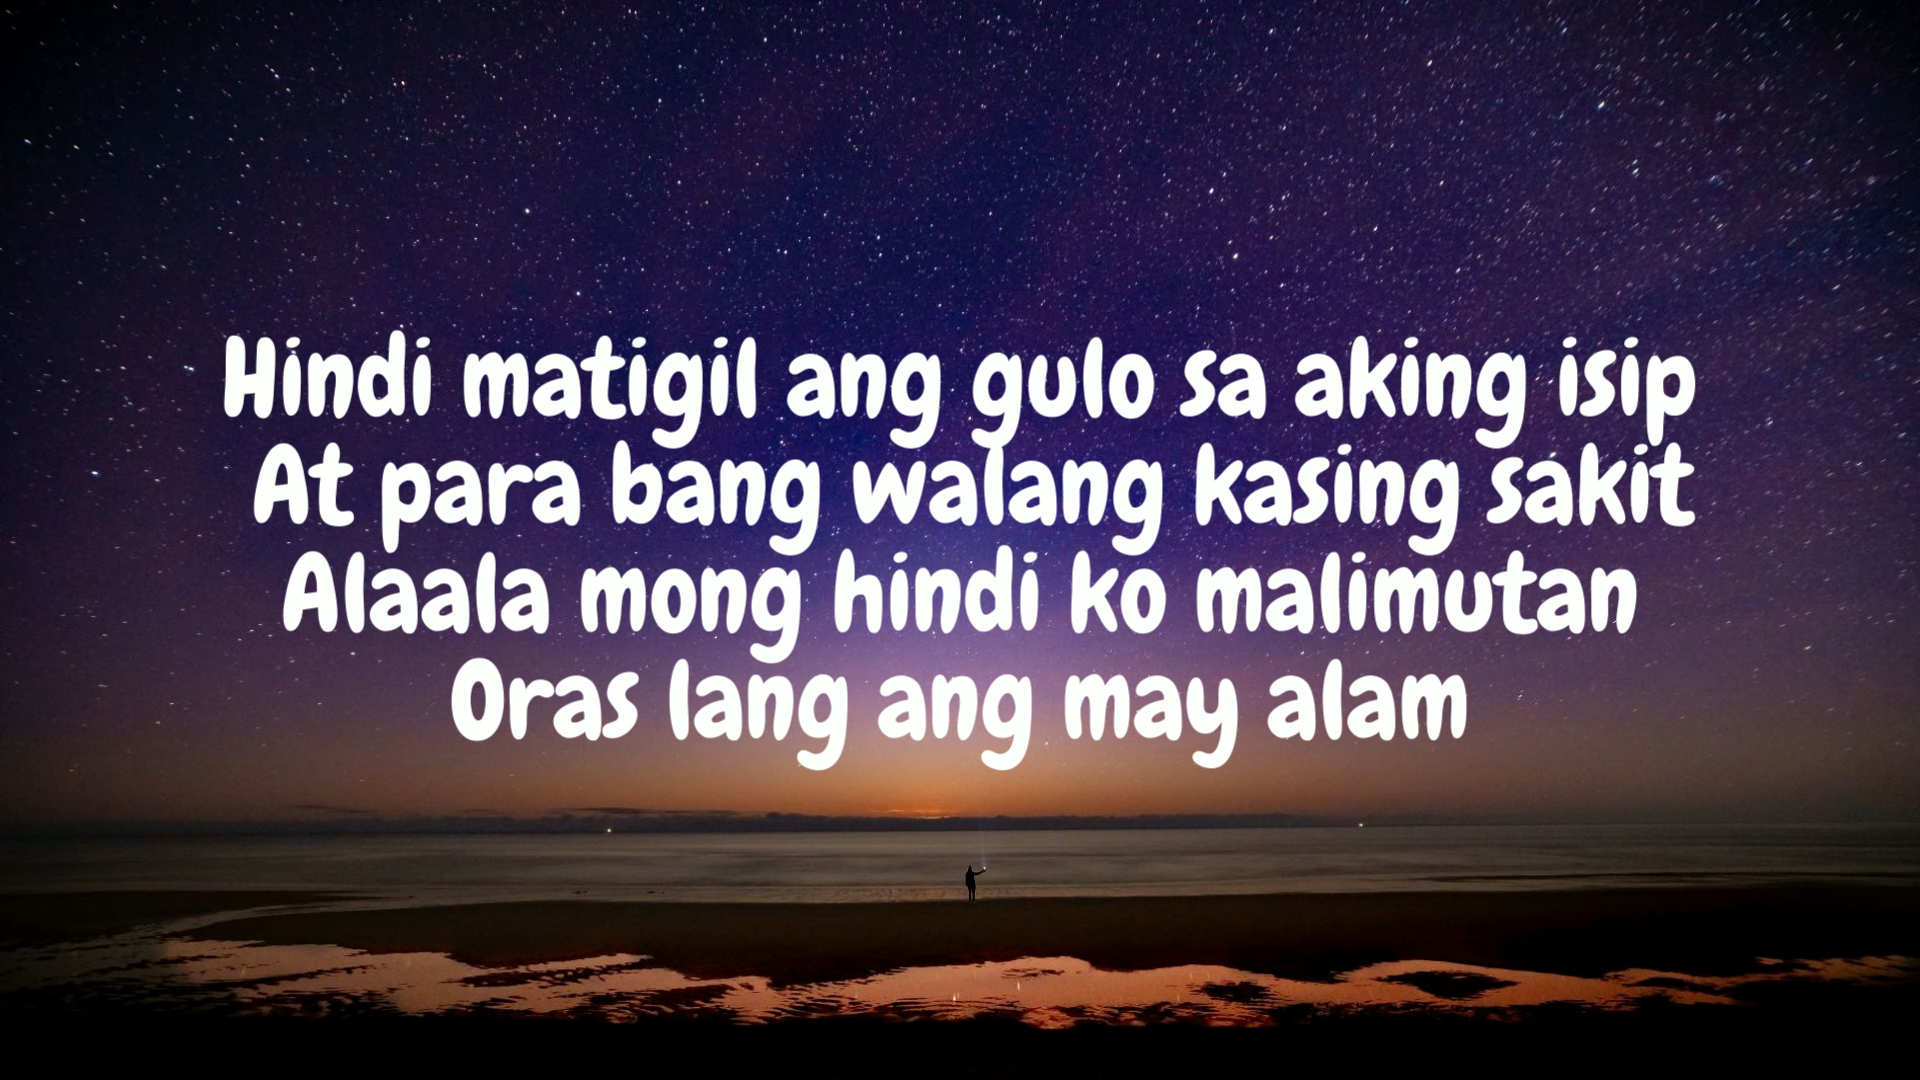 Hindi matigil ang gulo sa aking isip
At para bang walang kasing sakit
Alaala mong hindi ko malimutan
Oras lang ang may alam